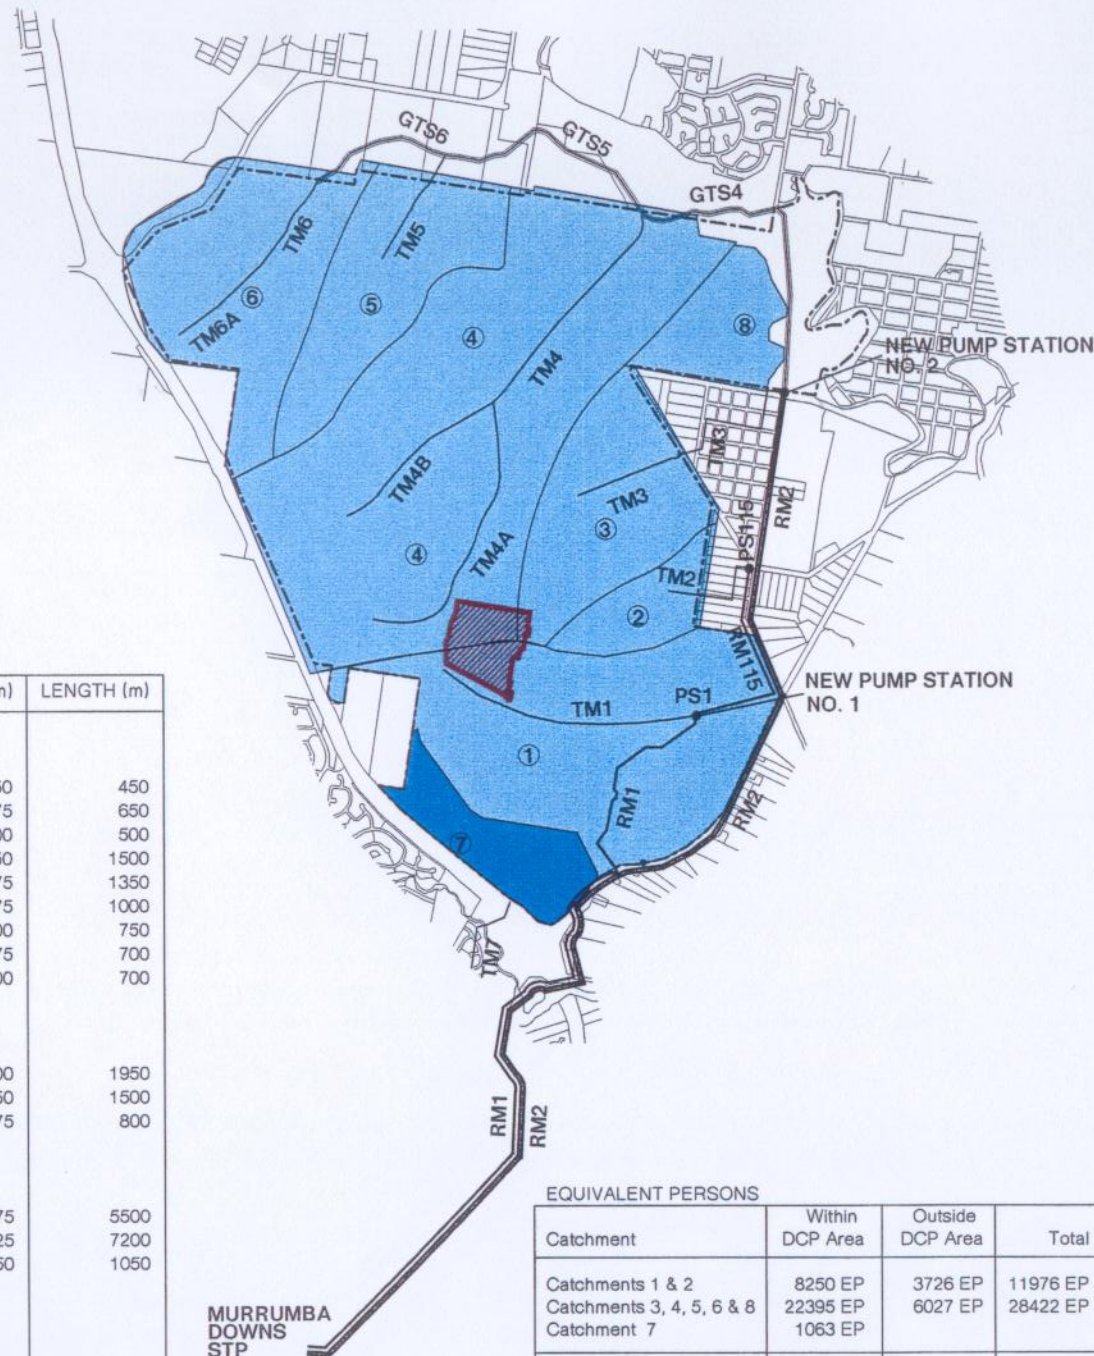 GTS6
GTS5
GTS4
TM6
TM5
⑥
⑤
TM6A
④
TM4
⑧
NEW PUMP STATION
NO. 2
TM4B
TM3
TM3
③
RM2
④
TM4A
PS115
TM2
②
RM115
NEW PUMP STATION
NO. 1
PS1
TM1
①
RM1
RM2
⑦
TM7
RM1
RM2
MURRUMBA
DOWNS
STP
LENGTH (m)
450
650
500
1500
1350
1000
750
700
700
1950
1500
800
5500
7200
1050
EQUIVALENT PERSONS
Catchment Within DCP Area Outside DCP Area Total
Catchments 1 & 2 8250 EP 3726 EP 11976 EP
Catchments 3, 4, 5, 6 & 8 22395 EP 6027 EP 28422 EP
Catchment 7 1063 EP